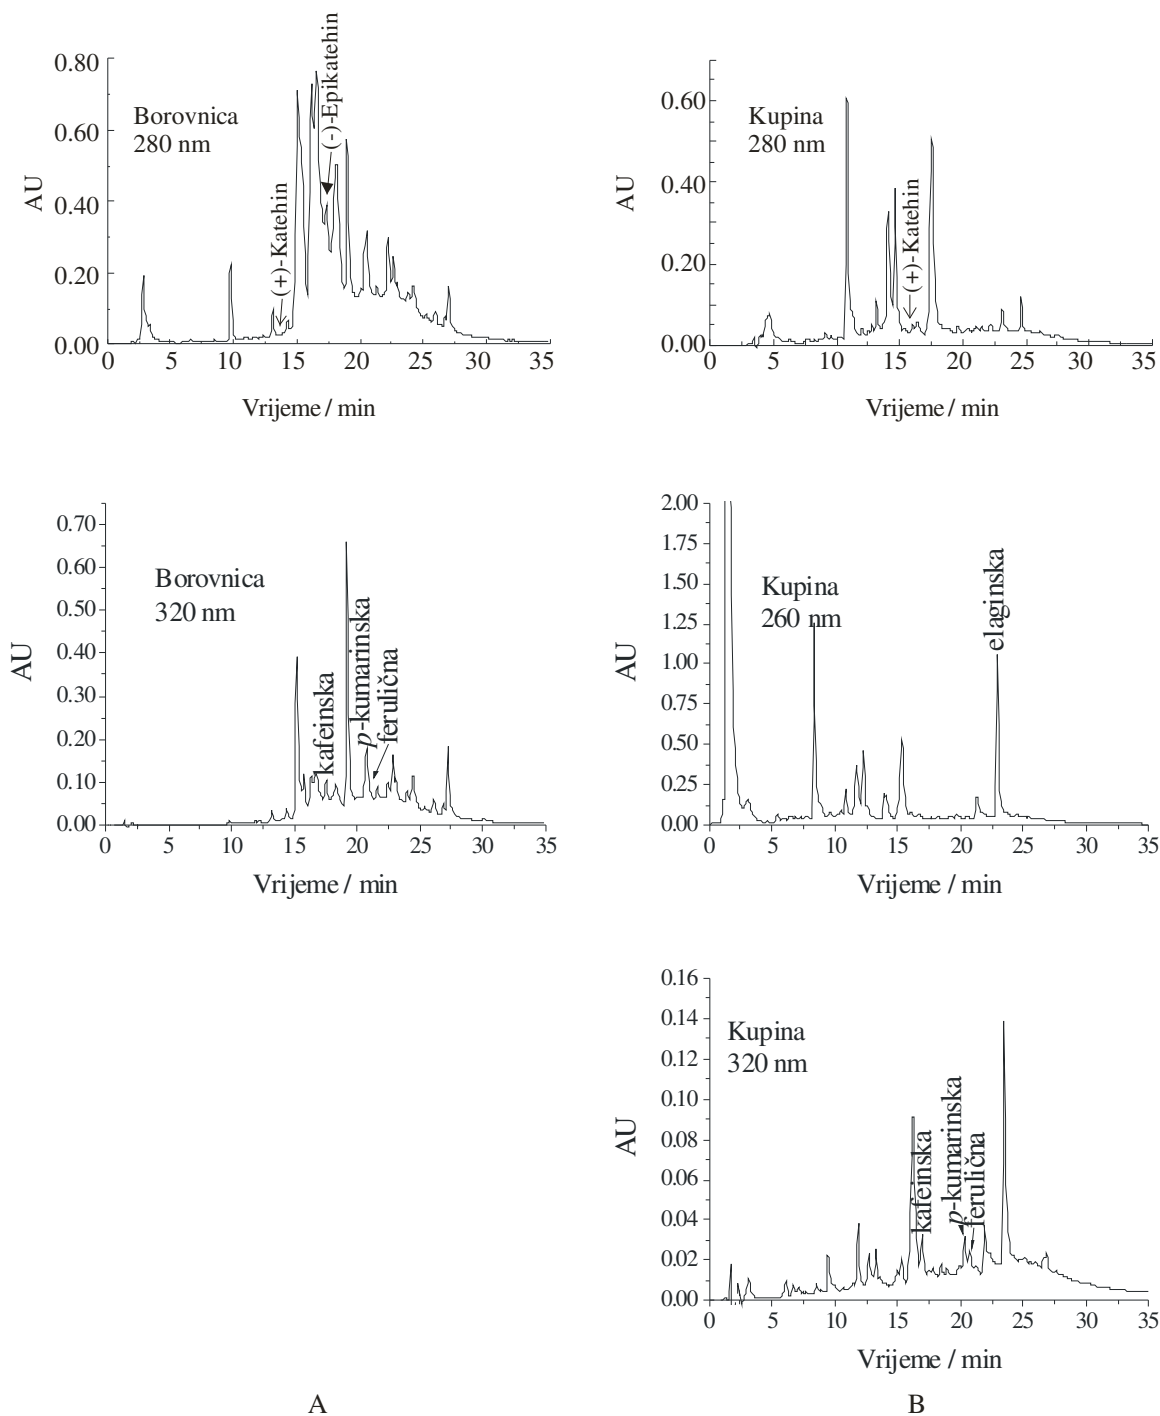 0.80
0.60
0.40
0.20
0.00
AU
Borovnica
280 nm
(+)-Katehin
(-)-Epikatehin
0 5 10 15 20 25 30 35
Vrijeme / min
0.60
0.40
0.20
0.00
AU
Kupina
280 nm
(+)-Katehin
0 5 10 15 20 25 30 35
Vrijeme / min
0.70
0.60
0.50
0.40
0.30
0.20
0.10
0.00
AU
Borovnica
320 nm
kafeinska
p-kumarinska
ferulična
0 5 10 15 20 25 30 35
Vrijeme / min
2.00
1.75
1.50
1.25
1.00
0.75
0.50
0.25
0.00
AU
Kupina
260 nm
elaginska
0 5 10 15 20 25 30 35
Vrijeme / min
0.16
0.14
0.12
0.10
0.08
0.06
0.04
0.02
0.00
AU
Kupina
320 nm
kafeinska
p-kumarinska
ferulična
0 5 10 15 20 25 30 35
Vrijeme / min
A
B